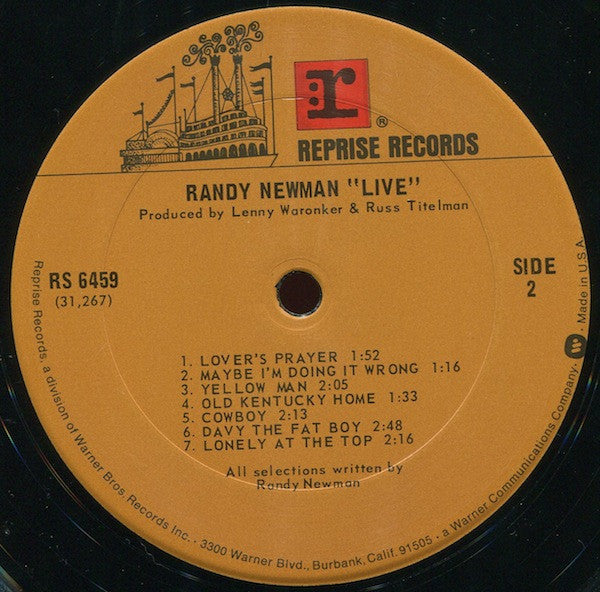 r
®
REPRISE RECORDS
RANDY NEWMAN "LIVE"
Produced by Lenny Waronker & Russ Titelman
RS 6459
(31,267)
SIDE
2
1. LOVER'S PRAYER 1:52
2. MAYBE I'M DOING IT WRONG 1:16
3. YELLOW MAN 2:05
4. OLD KENTUCKY HOME 1:33
5. COWBOY 2:13
6. DAVY THE FAT BOY 2:48
7. LONELY AT THE TOP 2:16
All selections written by
Randy Newman
Reprise Records, a division of Warner Bros. Records Inc. · 3300 Warner Blvd., Burbank, Calif. 91505 · a Warner Communications Company. · Made in U.S.A.